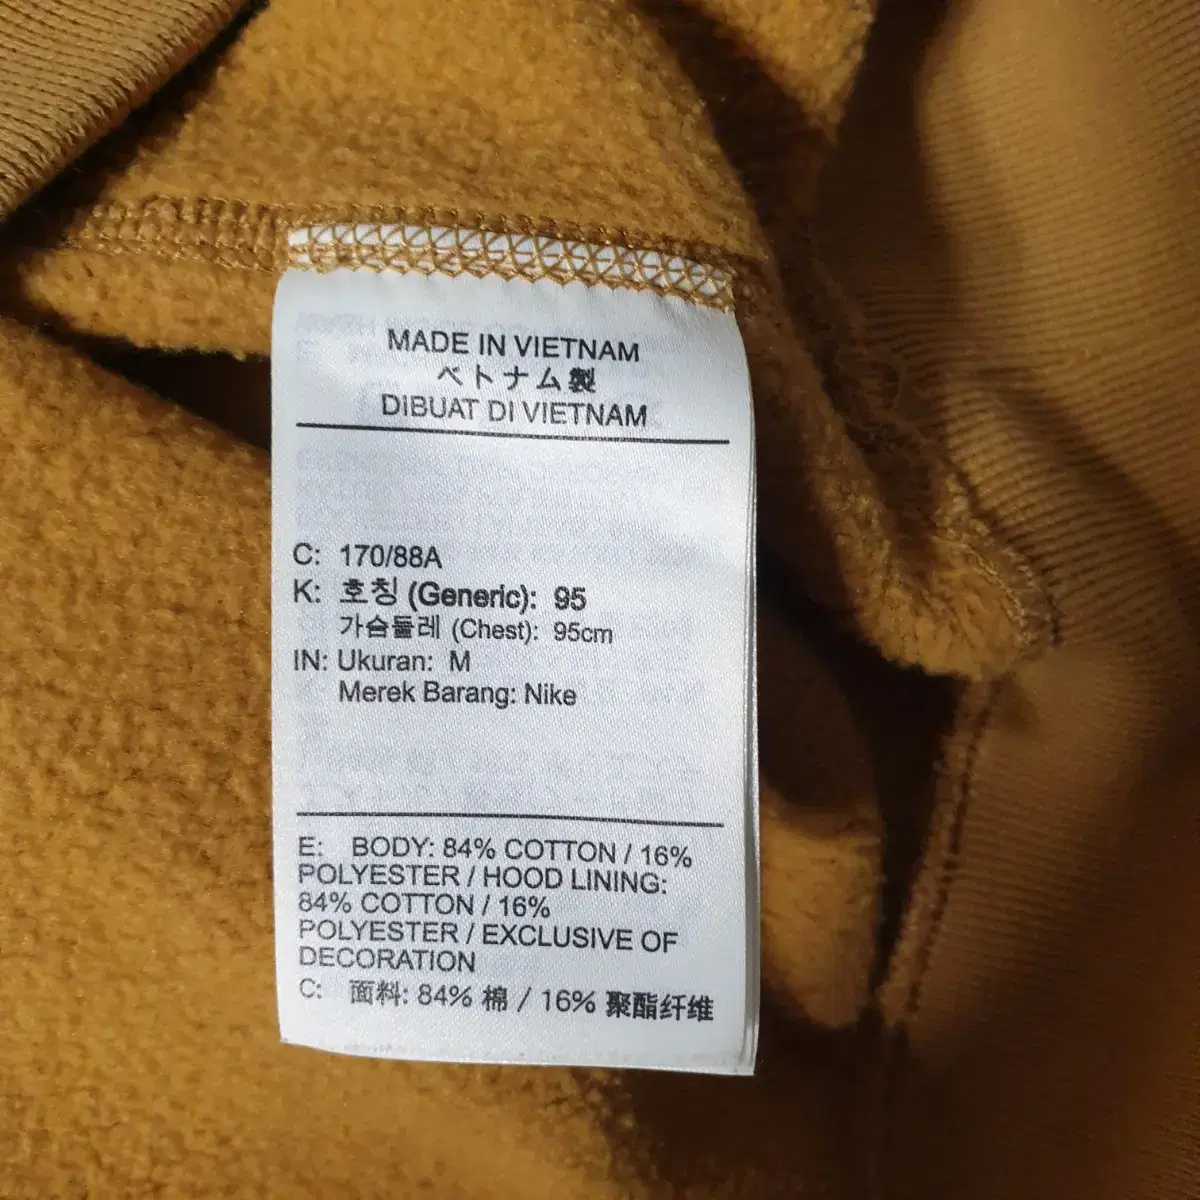 MADE IN VIETNAM
ベトナム製
DIBUAT DI VIETNAM
C: 170/88A
K: 호칭 (Generic): 95
가슴둘레 (Chest): 95cm
IN: Ukuran: M
Merek Barang: Nike
E: BODY: 84% COTTON / 16%
POLYESTER / HOOD LINING:
84% COTTON / 16%
POLYESTER / EXCLUSIVE OF
DECORATION
C: 面料: 84% 棉 / 16% 聚酯纤维